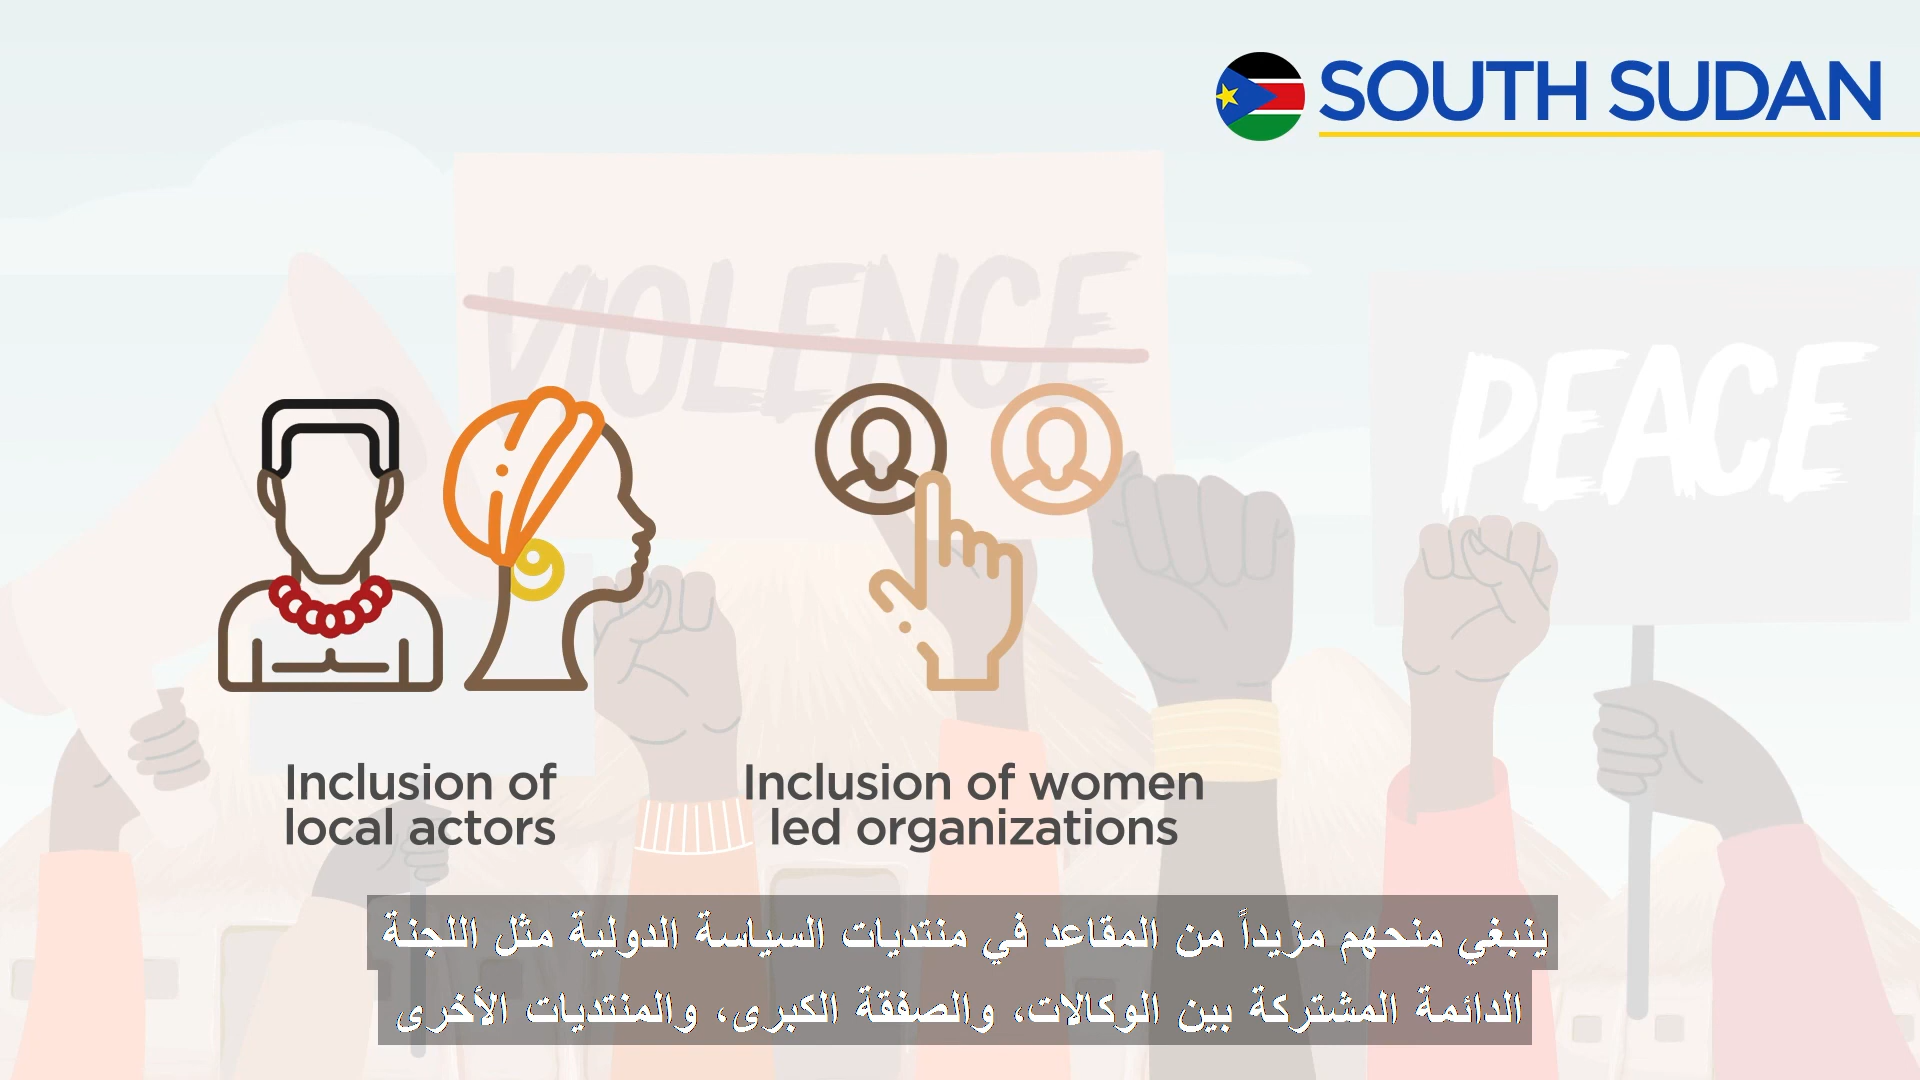 SOUTH SUDAN
VIOLENCE
PEACE
Inclusion of
local actors
Inclusion of women
led organizations
ينبغي منحهم مزيداً من المقاعد في منتديات السياسة الدولية مثل اللجنة
الدائمة المشتركة بين الوكالات، والصفقة الكبرى، والمنتديات الأخرى